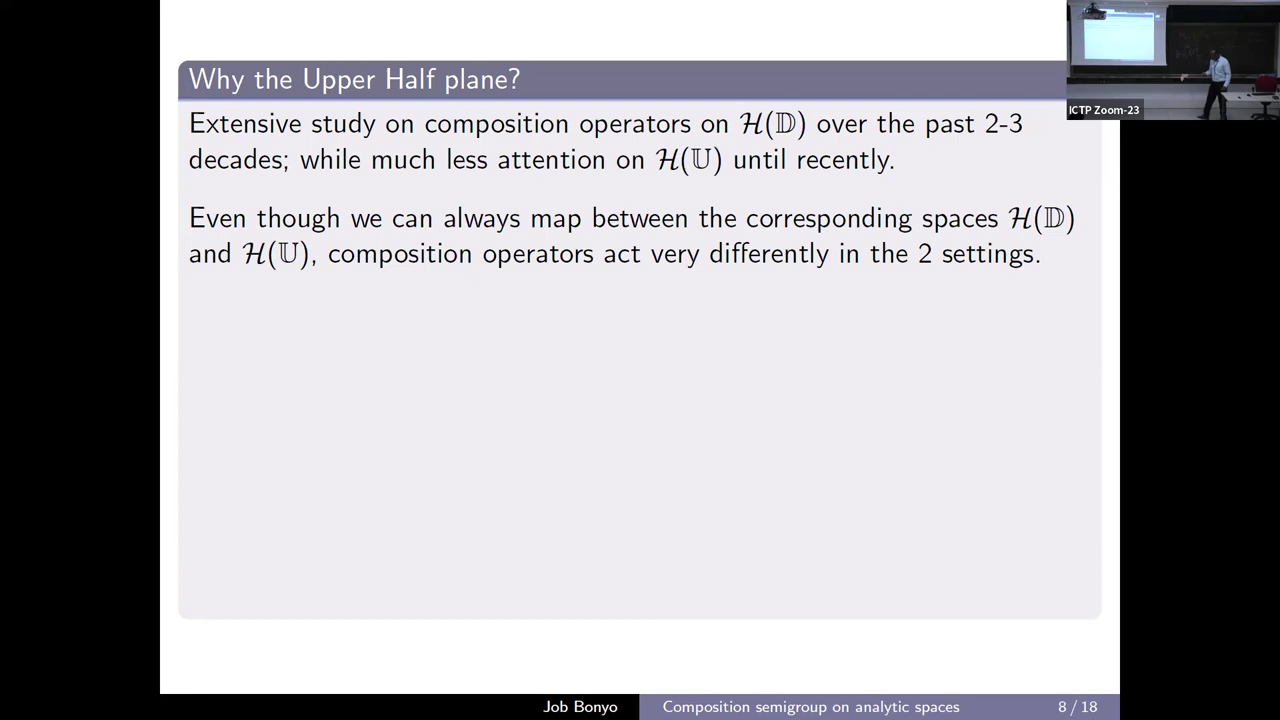 Why the Upper Half plane?
Extensive study on composition operators on ℋ(𝔻) over the past 2-3
decades; while much less attention on ℋ(𝕌) until recently.
Even though we can always map between the corresponding spaces ℋ(𝔻)
and ℋ(𝕌), composition operators act very differently in the 2 settings.
ICTP Zoom-23
Job Bonyo
Composition semigroup on analytic spaces
8 / 18